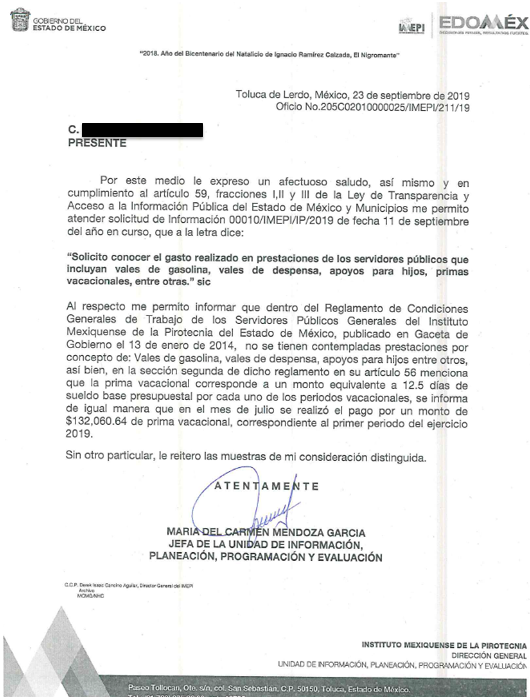 GOBIERNO DEL
ESTADO DE MÉXICO
IMEPI
EDOMÉX
"2018. Año del Bicentenario del Natalicio de Ignacio Ramírez Calzada, El Nigromante"
Toluca de Lerdo, México, 23 de septiembre de 2019
Oficio No.205C02010000025/IMEPI/211/19
C.
PRESENTE
Por este medio le expreso un afectuoso saludo, así mismo y en
cumplimiento al artículo 59, fracciones I,II y III de la Ley de Transparencia y
Acceso a la Información Pública del Estado de México y Municipios me permito
atender solicitud de Información 00010/IMEPI/IP/2019 de fecha 11 de septiembre
del año en curso, que a la letra dice:
"Solicito conocer el gasto realizado en prestaciones de los servidores públicos que
incluyan vales de gasolina, vales de despensa, apoyos para hijos, primas
vacacionales, entre otras." sic
Al respecto me permito informar que dentro del Reglamento de Condiciones
Generales de Trabajo de los Servidores Públicos Generales del Instituto
Mexiquense de la Pirotecnia del Estado de México, publicado en Gaceta de
Gobierno el 13 de enero de 2014, no se tienen contempladas prestaciones por
concepto de: Vales de gasolina, vales de despensa, apoyos para hijos entre otros,
así bien, en la sección segunda de dicho reglamento en su artículo 56 menciona
que la prima vacacional corresponde a un monto equivalente a 12.5 días de
sueldo base presupuestal por cada uno de los periodos vacacionales, se informa
de igual manera que en el mes de julio se realizó el pago por un monto de
$132,060.64 de prima vacacional, correspondiente al primer periodo del ejercicio
2019.
Sin otro particular, le reitero las muestras de mi consideración distinguida.
ATENTAMENTE
MARIA DEL CARMEN MENDOZA GARCIA
JEFA DE LA UNIDAD DE INFORMACIÓN,
PLANEACIÓN, PROGRAMACIÓN Y EVALUACIÓN
C.C.P. Derek Isaac Cancino Aguilar, Director General del IMEPI
Archivo
MCMG/NHC
INSTITUTO MEXIQUENSE DE LA PIROTECNIA
DIRECCIÓN GENERAL
UNIDAD DE INFORMACIÓN, PLANEACIÓN, PROGRAMACIÓN Y EVALUACIÓN
Paseo Tollocan, Ote. s/n, col. San Sebastián, C.P. 50150, Toluca, Estado de México.